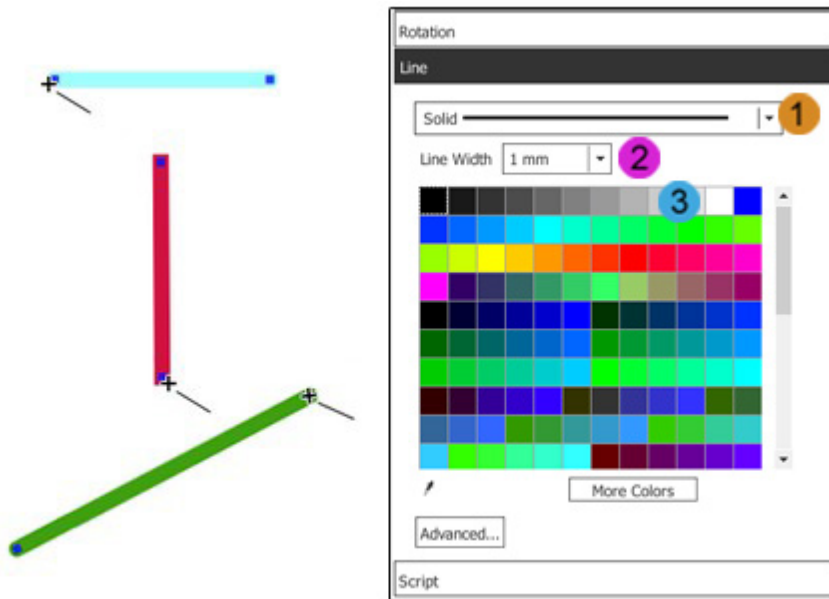 Rotation
Line
Solid
1
Line Width
1 mm
2
3
More Colors
Advanced...
Script